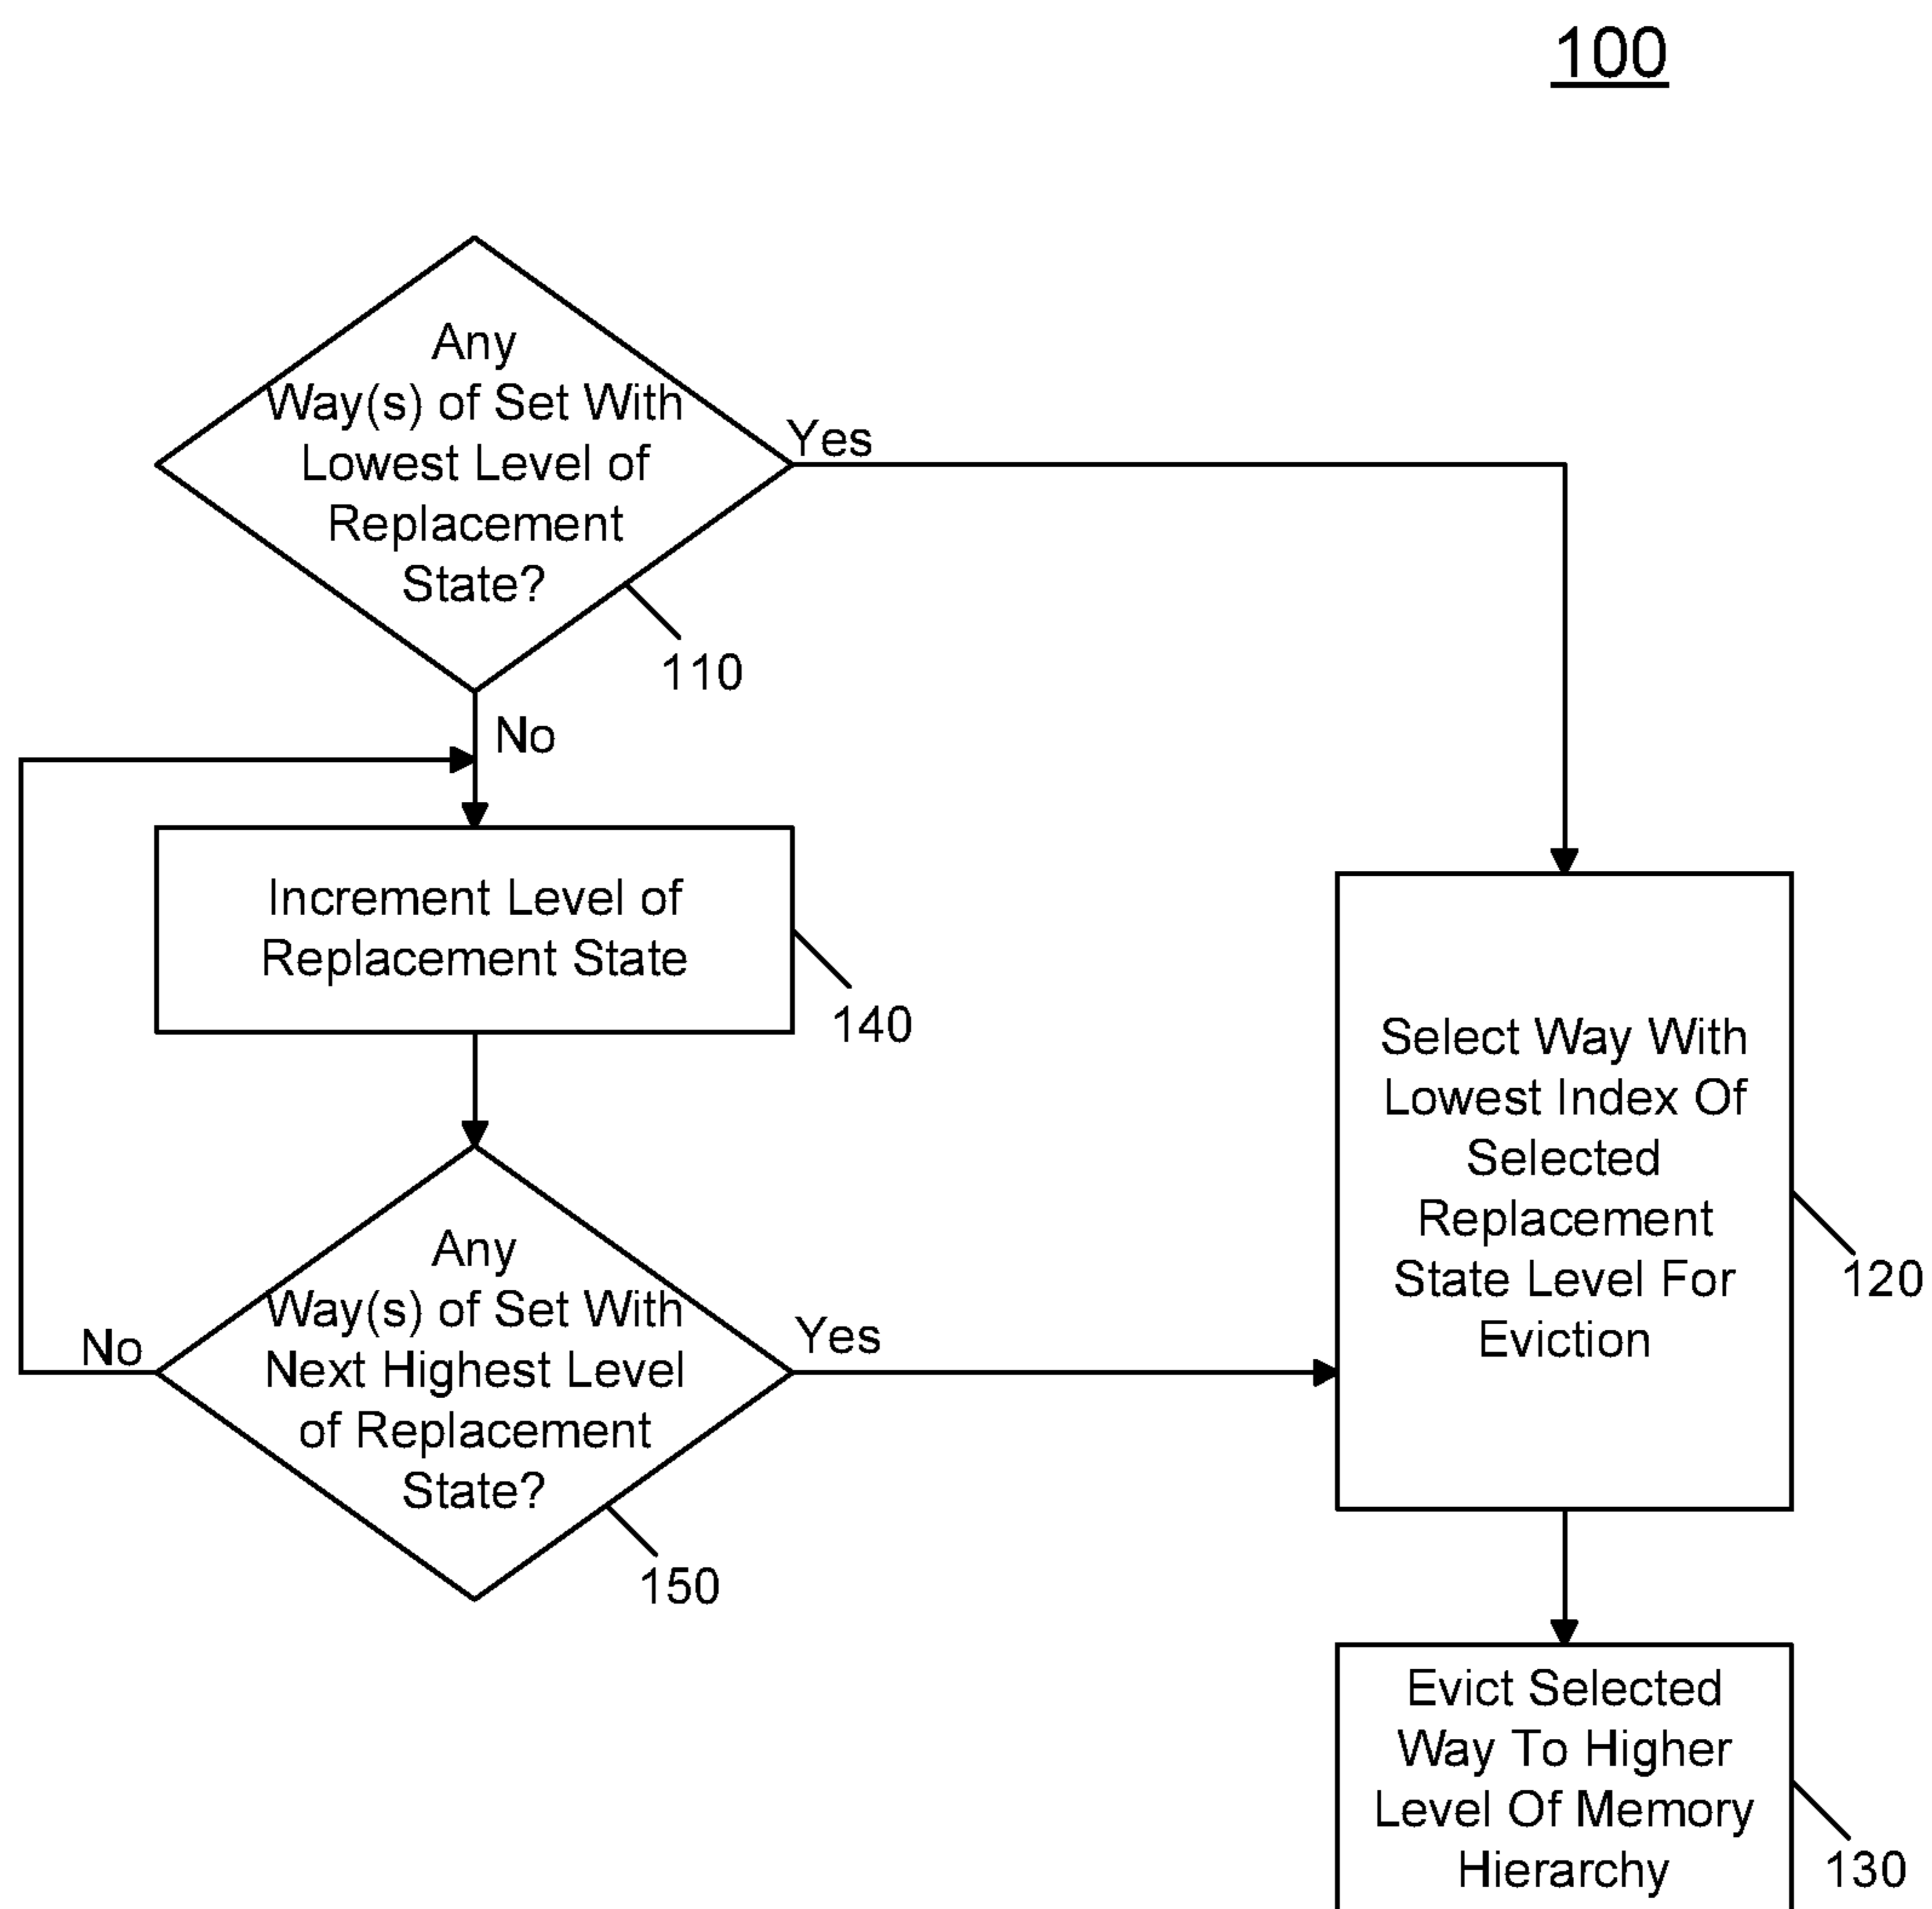 100
Any
Way(s) of Set With
Lowest Level of
Replacement
State?
Yes
110
No
Increment Level of
Replacement State
140
Any
Way(s) of Set With
Next Highest Level
of Replacement
State?
No
Yes
150
Select Way With
Lowest Index Of
Selected
Replacement
State Level For
Eviction
120
Evict Selected
Way To Higher
Level Of Memory
Hierarchy
130